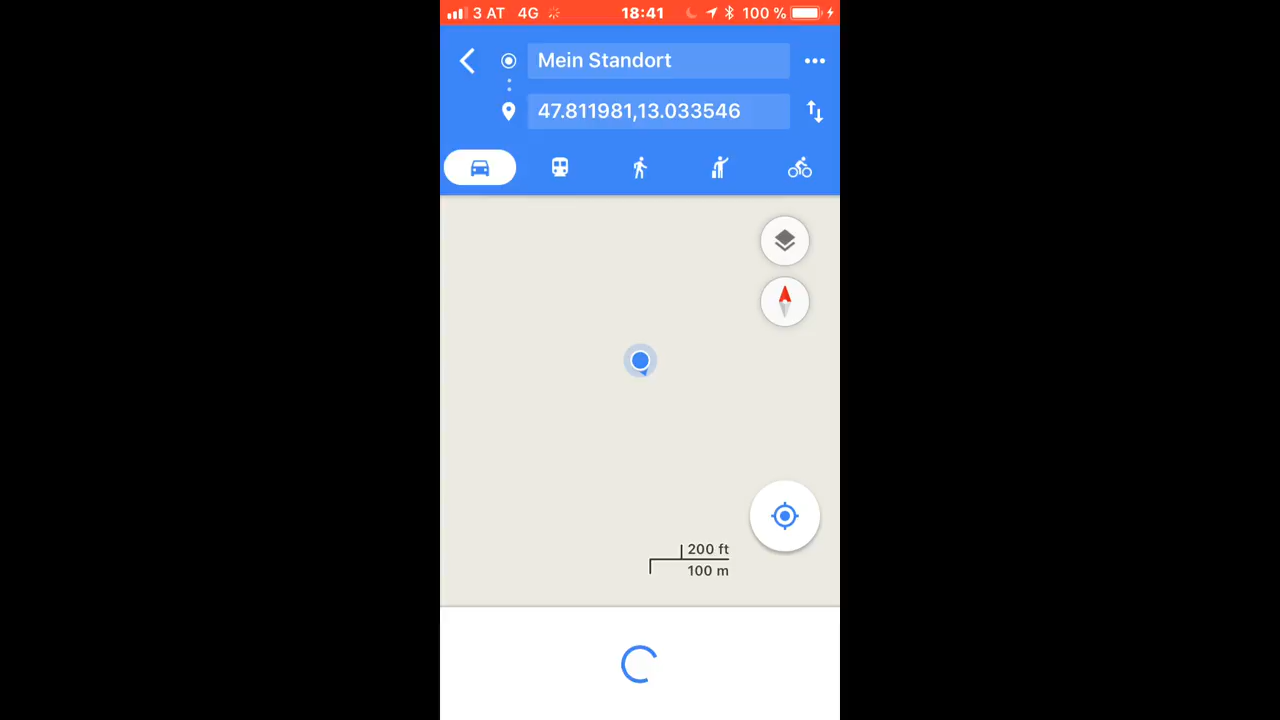 3 AT 4G 18:41 100 %
Mein Standort
47.811981,13.033546
200 ft
100 m